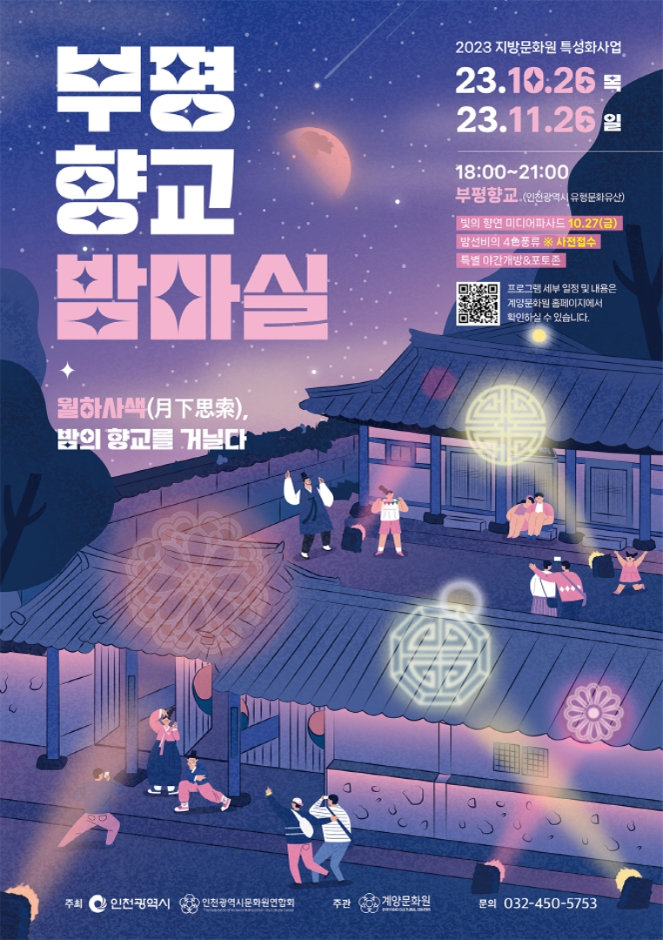 부평
향교
밤마실
월하사색(月下思索),
밤의 향교를 거닐다
2023 지방문화원 특성화사업
23.10.26 목
23.11.26 일
18:00~21:00
부평향교 (인천광역시 유형문화유산)
빛의 향연 미디어파사드 10.27(금)
밤선비의 4色풍류 ※ 사전접수
특별 야간개방&포토존
프로그램 세부 일정 및 내용은
계양문화원 홈페이지에서
확인하실 수 있습니다.
주최 인천광역시 인천광역시문화원연합회 주관 계양문화원 문의 032-450-5753